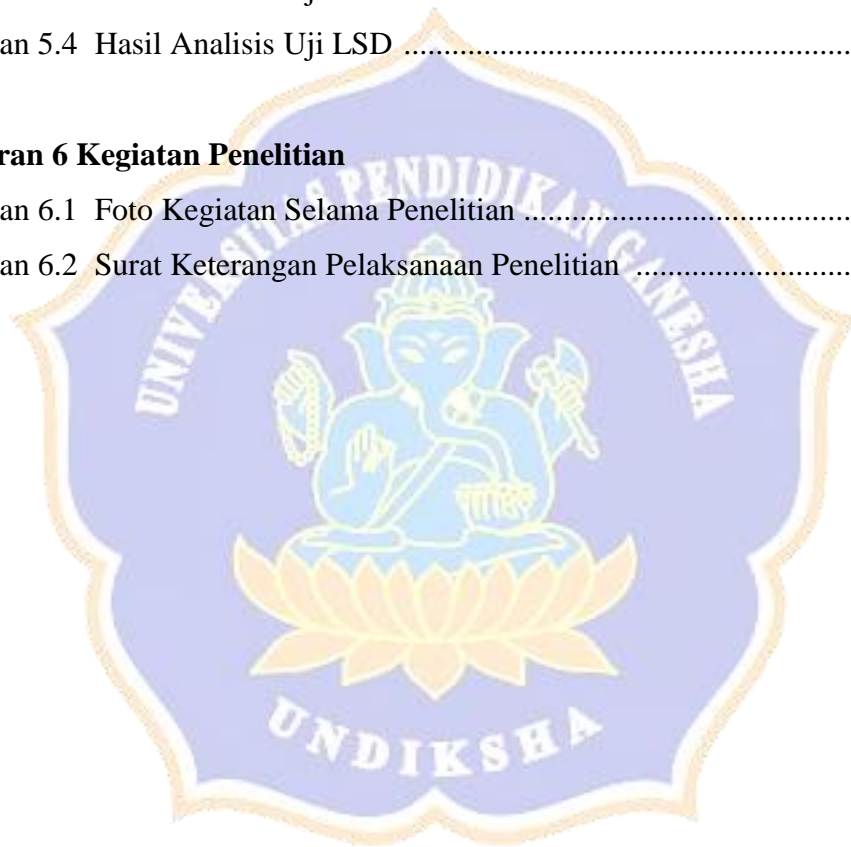 an 5.4 Hasil Analisis Uji LSD ..........................................................
ran 6 Kegiatan Penelitian
an 6.1 Foto Kegiatan Selama Penelitian .........................................
an 6.2 Surat Keterangan Pelaksanaan Penelitian ...........................
UNIVERSITAS PENDIDIKAN GANESHA
UNDIKSHA